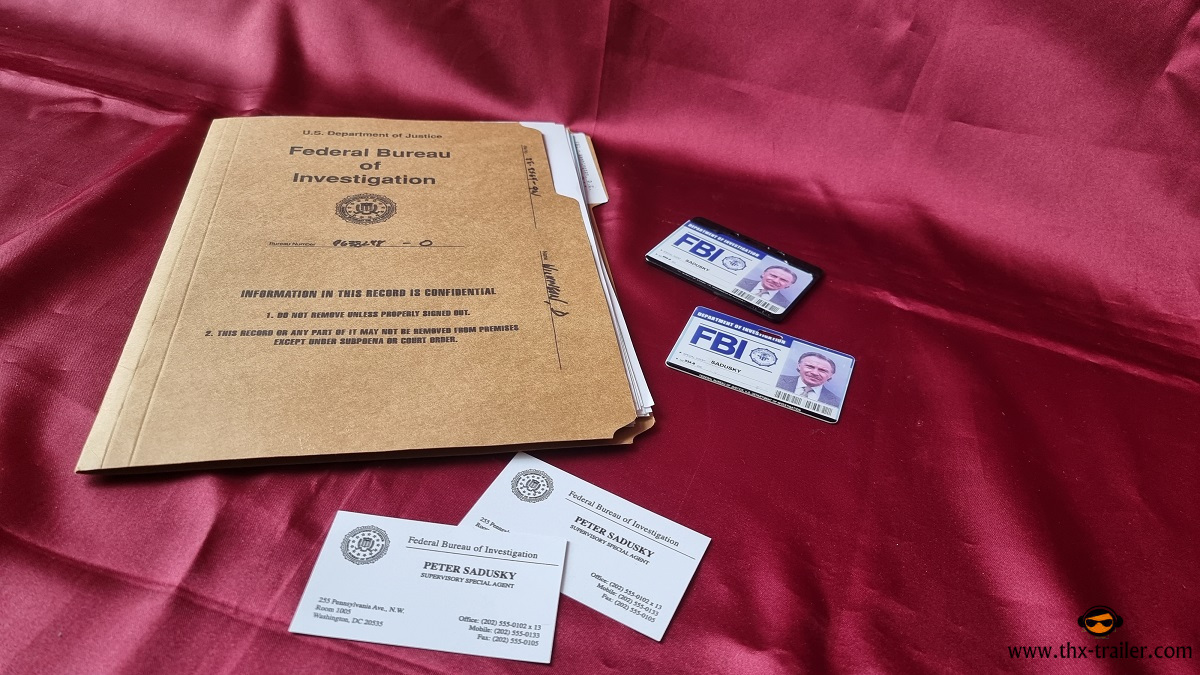 U.S. Department of Justice
Federal Bureau
of
Investigation
Bureau Number
INFORMATION IN THIS RECORD IS CONFIDENTIAL
1. DO NOT REMOVE UNLESS PROPERLY SIGNED OUT.
2. THIS RECORD OR ANY PART OF IT MAY NOT BE REMOVED FROM PREMISES
EXCEPT UNDER SUBPOENA OR COURT ORDER.
DEPARTMENT OF INVESTIGATION
FBI
SADUSKY
DEPARTMENT OF INVESTIGATION
FBI
SADUSKY
Federal Bureau of Investigation
PETER SADUSKY
SUPERVISORY SPECIAL AGENT
255
Office: (202) 555-0102 x 13
Mobile: (202) 555-0133
Fax: (202) 555-0105
Federal Bureau of Investigation
PETER SADUSKY
SUPERVISORY SPECIAL AGENT
255 Pennsylvania Ave., N.W.
Room 1005
Washington, DC 20535
Office: (202) 555-0102 x 13
Mobile: (202) 555-0133
Fax: (202) 555-0105
www.thx-trailer.com